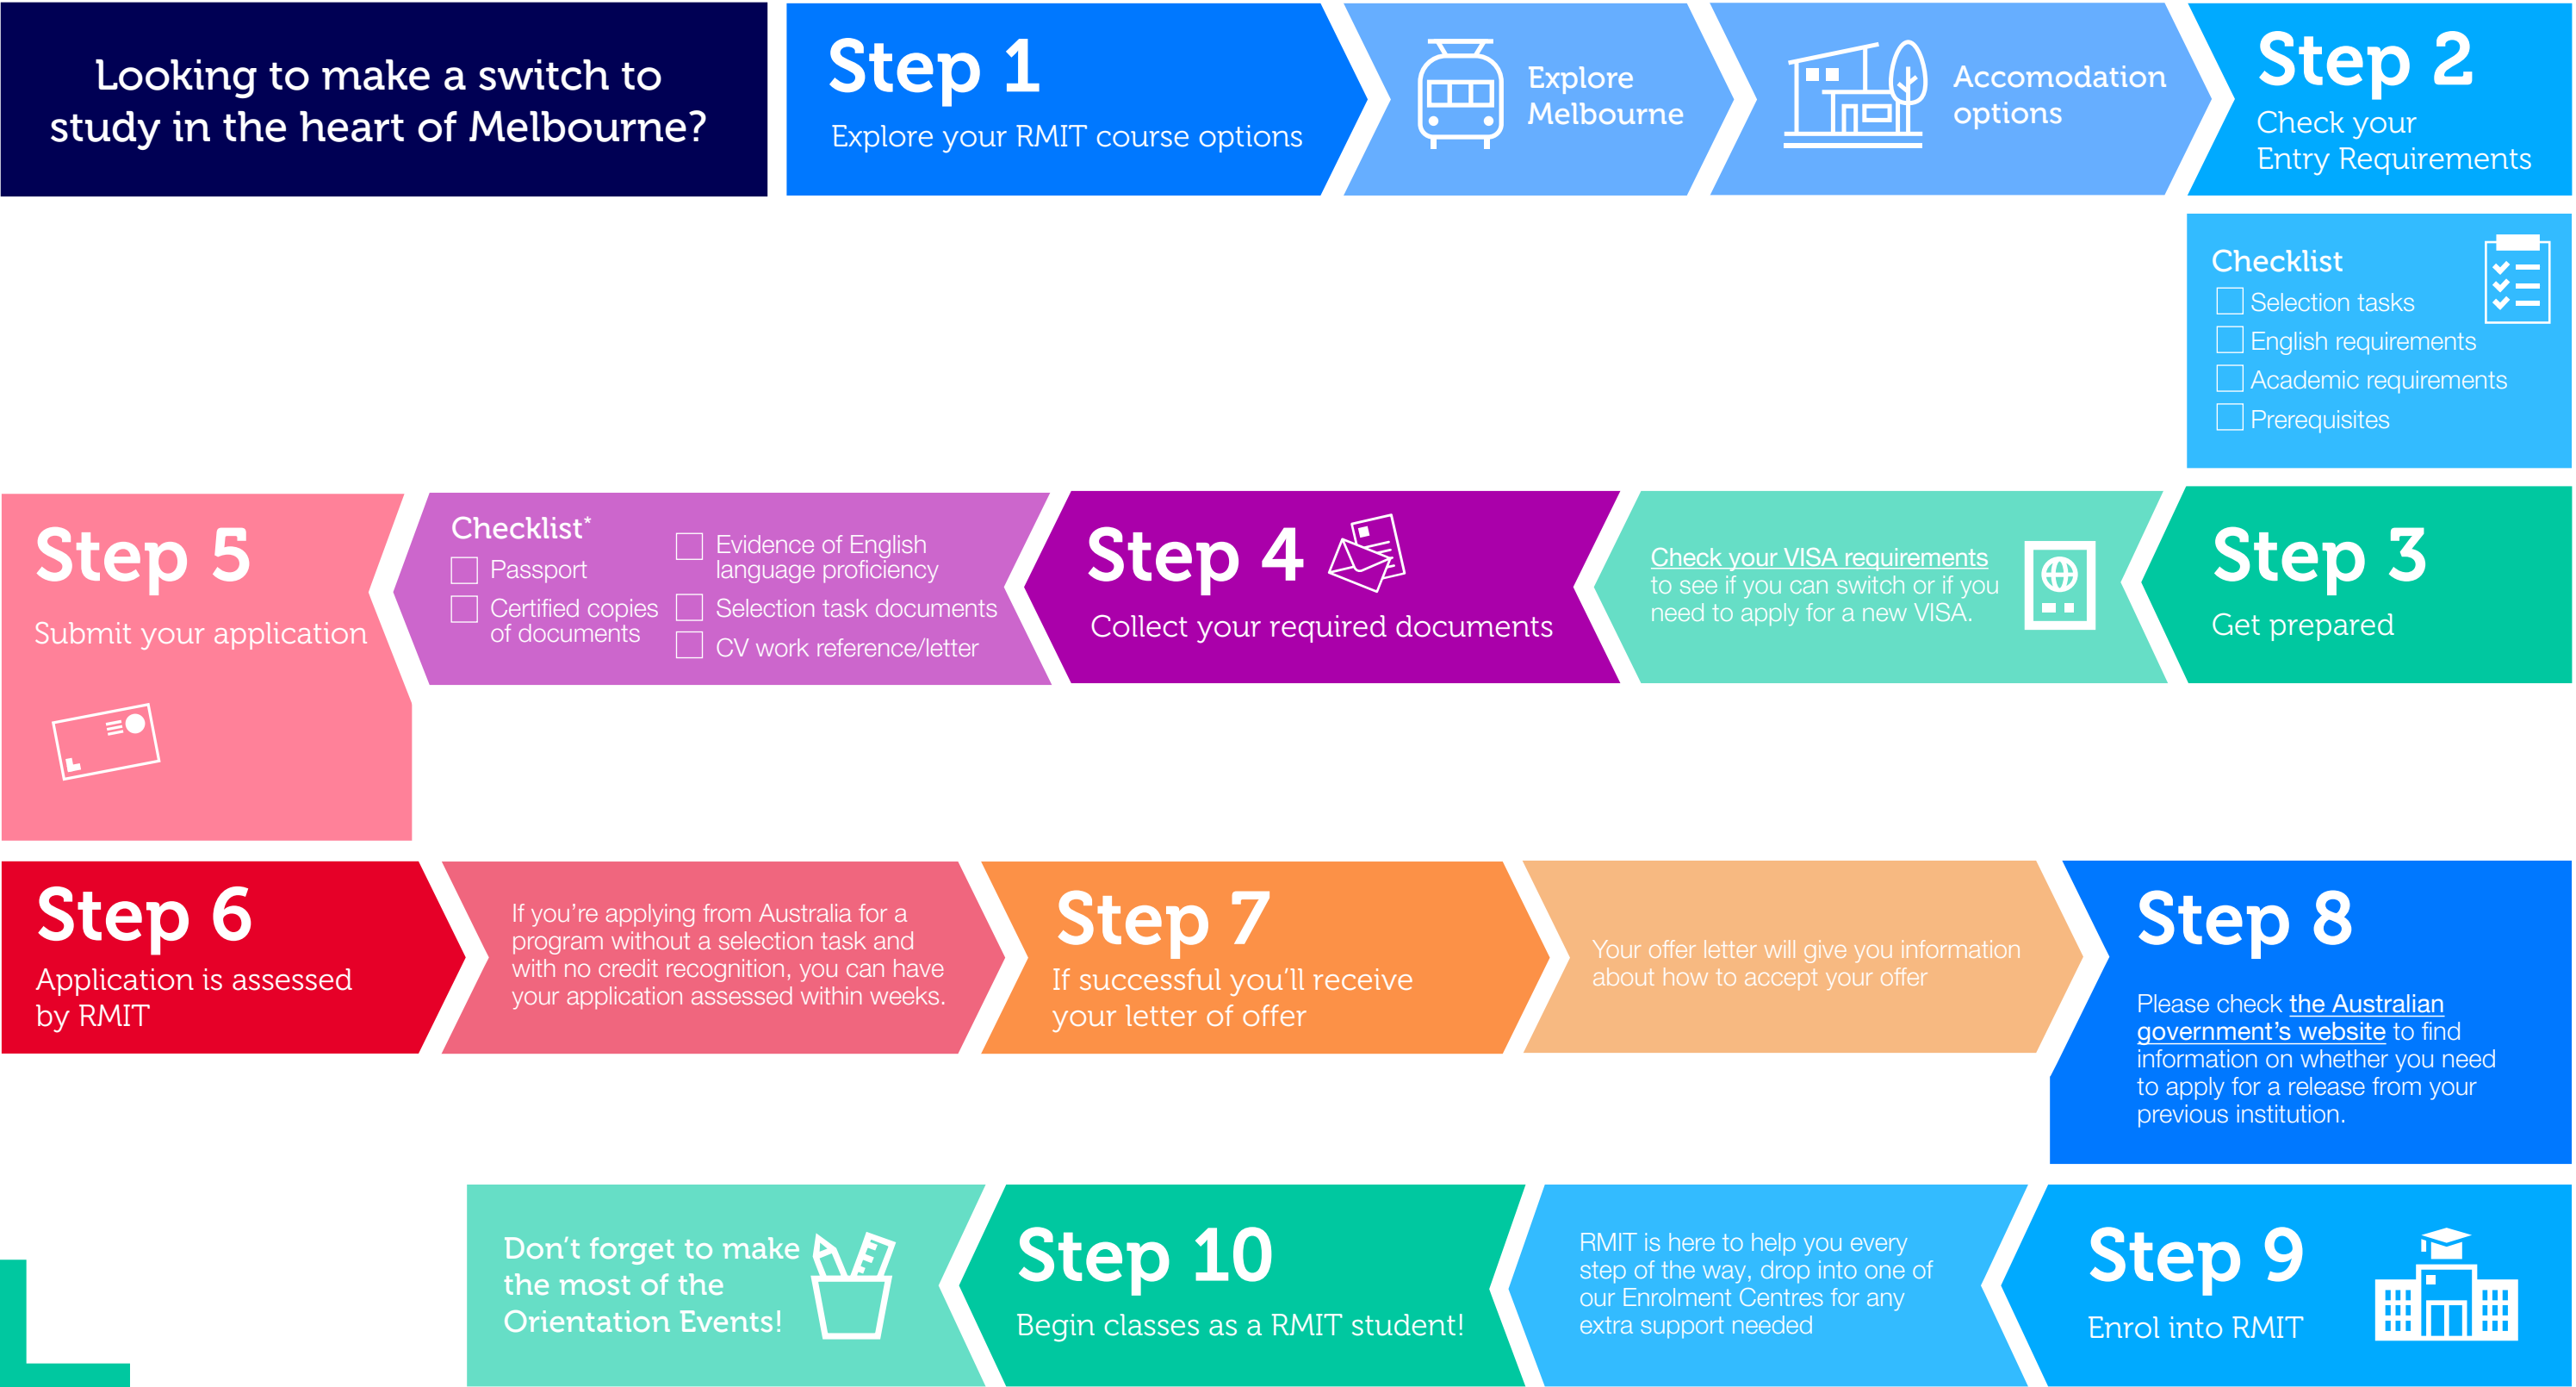 Looking to make a switch to
study in the heart of Melbourne?
Step 1
Explore your RMIT course options
Explore
Melbourne
Accomodation
options
Step 2
Check your
Entry Requirements
Checklist
Selection tasks
English requirements
Academic requirements
Prerequisites
Step 3
Get prepared
Check your VISA requirements
to see if you can switch or if you
need to apply for a new VISA.
Step 4
Collect your required documents
Checklist*
Passport
Certified copies
of documents
Evidence of English
language proficiency
Selection task documents
CV work reference/letter
Step 5
Submit your application
Step 6
Application is assessed
by RMIT
If you’re applying from Australia for a
program without a selection task and
with no credit recognition, you can have
your application assessed within weeks.
Step 7
If successful you’ll receive
your letter of offer
Your offer letter will give you information
about how to accept your offer
Step 8
Please check the Australian
government’s website to find
information on whether you need
to apply for a release from your
previous institution.
Step 9
Enrol into RMIT
RMIT is here to help you every
step of the way, drop into one of
our Enrolment Centres for any
extra support needed
Step 10
Begin classes as a RMIT student!
Don’t forget to make
the most of the
Orientation Events!